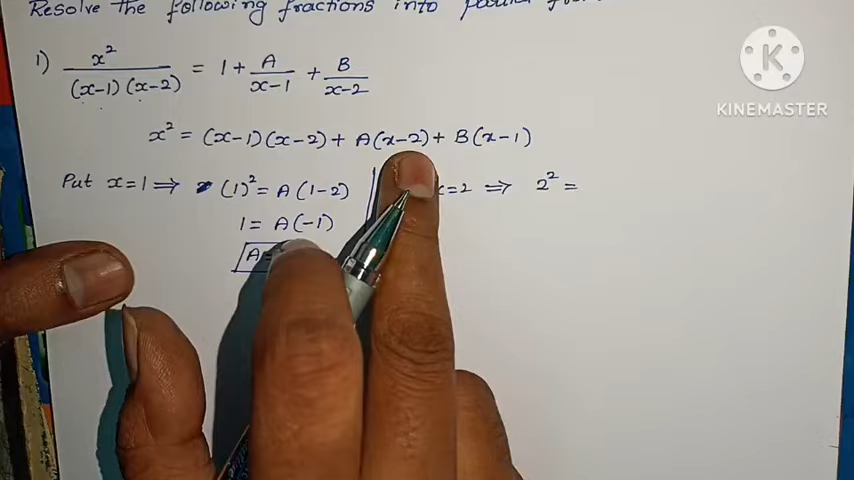 Resolve the following fractions into
1) x² / (x-1)(x-2) = 1 + A / x-1 + B / x-2
x² = (x-1)(x-2) + A(x-2) + B(x-1)
Put x=1 ⇒ (1)² = A(1-2)
1 = A(-1)
A=
x=2 ⇒ 2² =
K
KINEMASTER